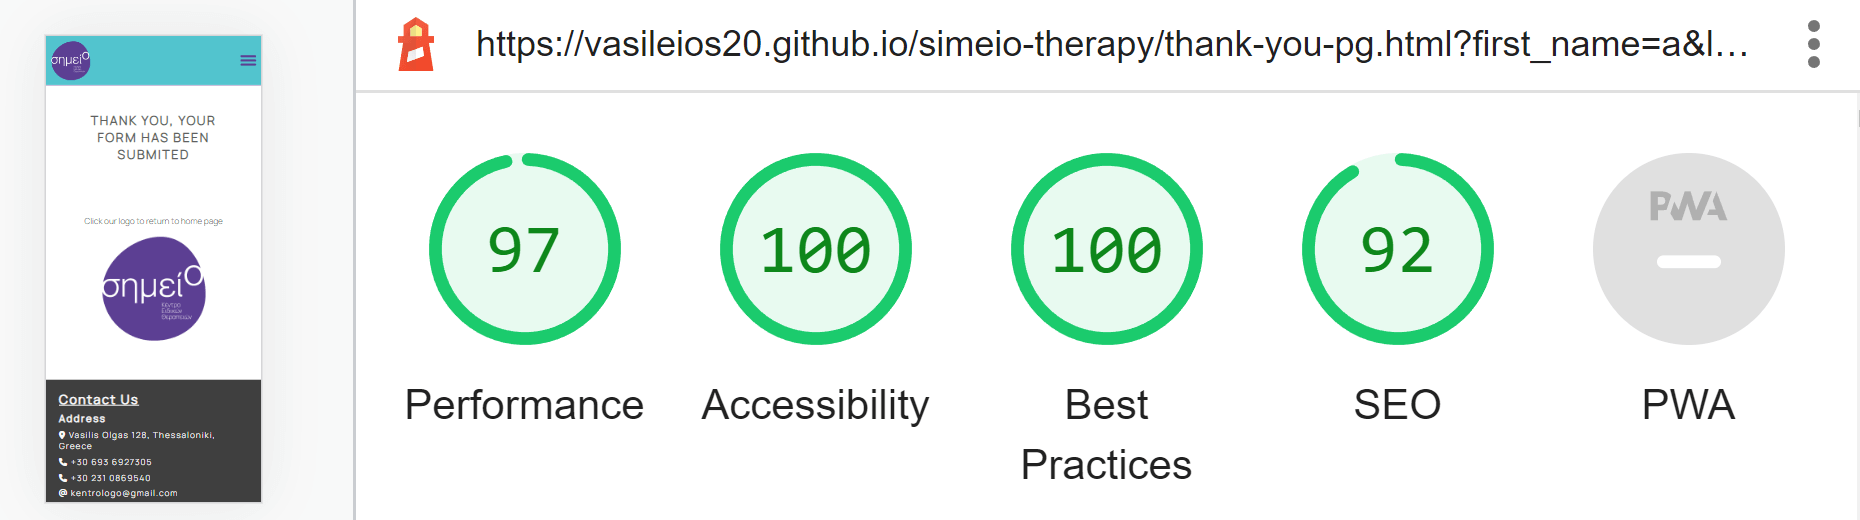 σημείο
THANK YOU, YOUR
FORM HAS BEEN
SUBMITED
Click our logo to return to home page
σημείο
Κέντρο
Ειδικών
Θεραπειών
Contact Us
Address
Vasilis Olgas 128, Thessaloniki,
Greece
+30 693 6927305
+30 231 0869540
kentrologo@gmail.com
https://vasileios20.github.io/simeio-therapy/thank-you-pg.html?first_name=a&l…
97
100
100
92
PWA
Performance
Accessibility
Best
Practices
SEO
PWA